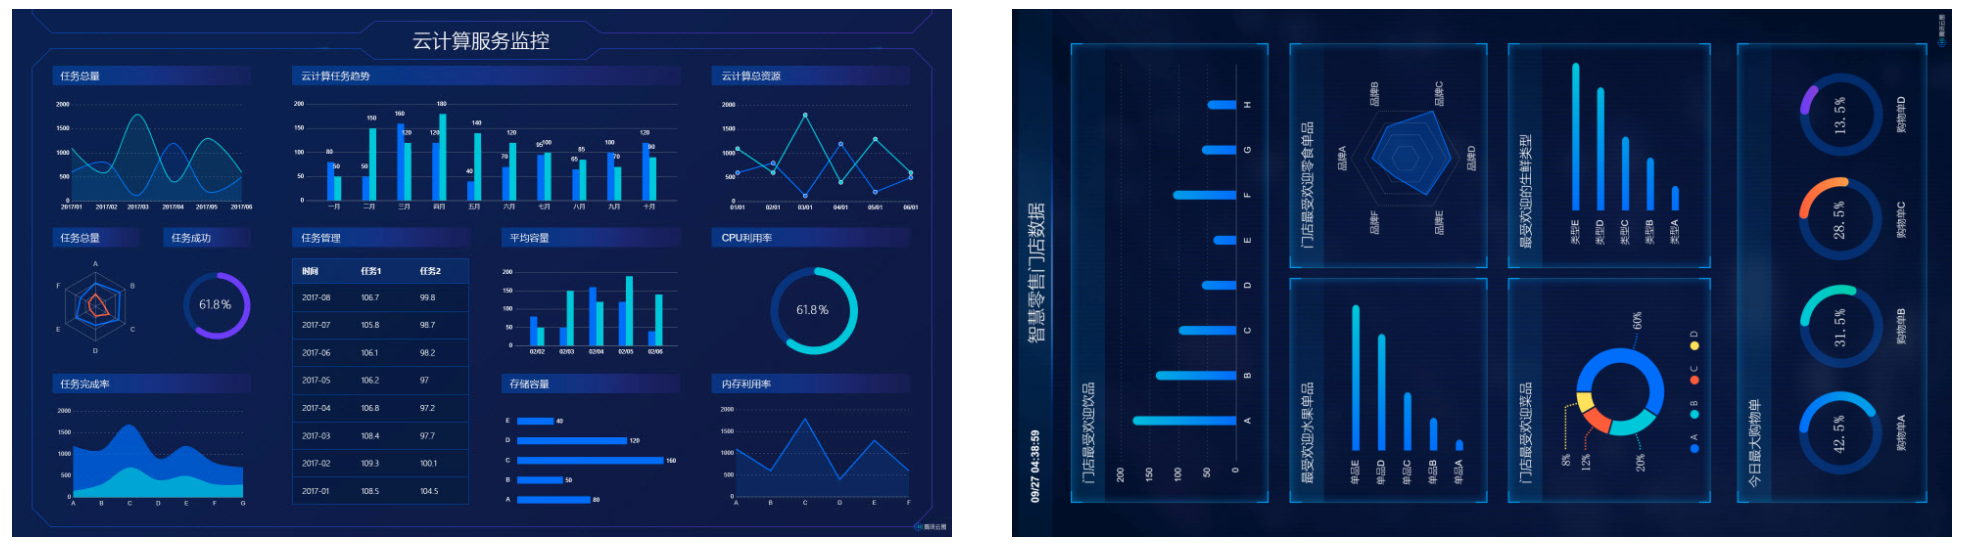 云计算服务监控
任务总量
2000
1500
1000
500
0
2017/01 2017/02 2017/03 2017/04 2017/05 2017/06
云计算任务趋势
200
150
100
50
0
80 50 50 150 160 120 120 180 40 140 70 120 95 100 65 85 100 70 120 90
一月 二月 三月 四月 五月 六月 七月 八月 九月 十月
云计算总资源
2000
1500
1000
500
0
01/01 02/01 03/01 04/01 05/01 06/01
任务总量
A
B
C
D
E
F
任务成功
61.8%
任务管理
时间 任务1 任务2
2017-08 106.7 99.8
2017-07 105.8 98.7
2017-06 106.1 98.2
2017-05 106.2 97
2017-04 106.8 97.2
2017-03 108.4 97.7
2017-02 109.3 100.1
2017-01 108.5 104.5
平均容量
200
150
100
50
0
02/02 02/03 02/04 02/05 02/06
CPU利用率
61.8%
任务完成率
2000
1500
1000
500
0
A B C D E F G
存储容量
E 40
D 120
C 160
B 50
A 80
内存利用率
2000
1500
1000
500
0
A B C D E F
腾讯云图
09/27 04:38:59
智慧零售门店数据
腾讯云图
门店最受欢迎饮品
200
150
100
50
0
A B C D E F G H
最受欢迎水果单品
单品E
单品D
单品C
单品B
单品A
门店最受欢迎零食单品
品牌A
品牌B
品牌C
品牌D
品牌E
品牌F
门店最受欢迎菜品
8%
12%
20%
60%
A B C D
最受欢迎的生鲜类型
类型E
类型D
类型C
类型B
类型A
今日最大购物单
42.5%
购物单A
31.5%
购物单B
28.5%
购物单C
13.5%
购物单D